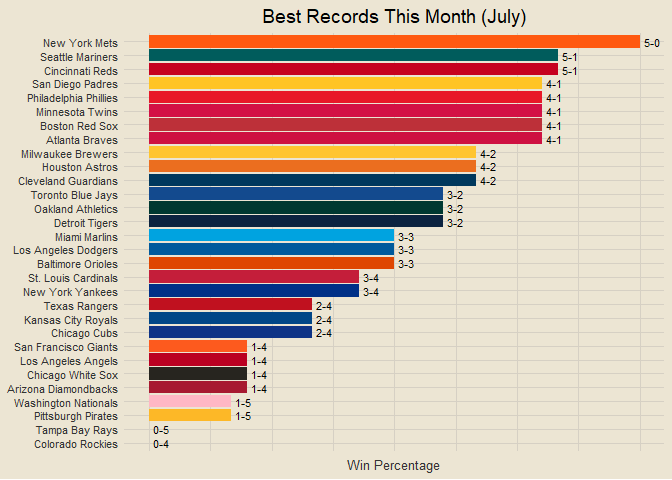 Best Records This Month (July)
New York Mets 5-0
Seattle Mariners 5-1
Cincinnati Reds 5-1
San Diego Padres 4-1
Philadelphia Phillies 4-1
Minnesota Twins 4-1
Boston Red Sox 4-1
Atlanta Braves 4-1
Milwaukee Brewers 4-2
Houston Astros 4-2
Cleveland Guardians 4-2
Toronto Blue Jays 3-2
Oakland Athletics 3-2
Detroit Tigers 3-2
Miami Marlins 3-3
Los Angeles Dodgers 3-3
Baltimore Orioles 3-3
St. Louis Cardinals 3-4
New York Yankees 3-4
Texas Rangers 2-4
Kansas City Royals 2-4
Chicago Cubs 2-4
San Francisco Giants 1-4
Los Angeles Angels 1-4
Chicago White Sox 1-4
Arizona Diamondbacks 1-4
Washington Nationals 1-5
Pittsburgh Pirates 1-5
Tampa Bay Rays 0-5
Colorado Rockies 0-4
Win Percentage